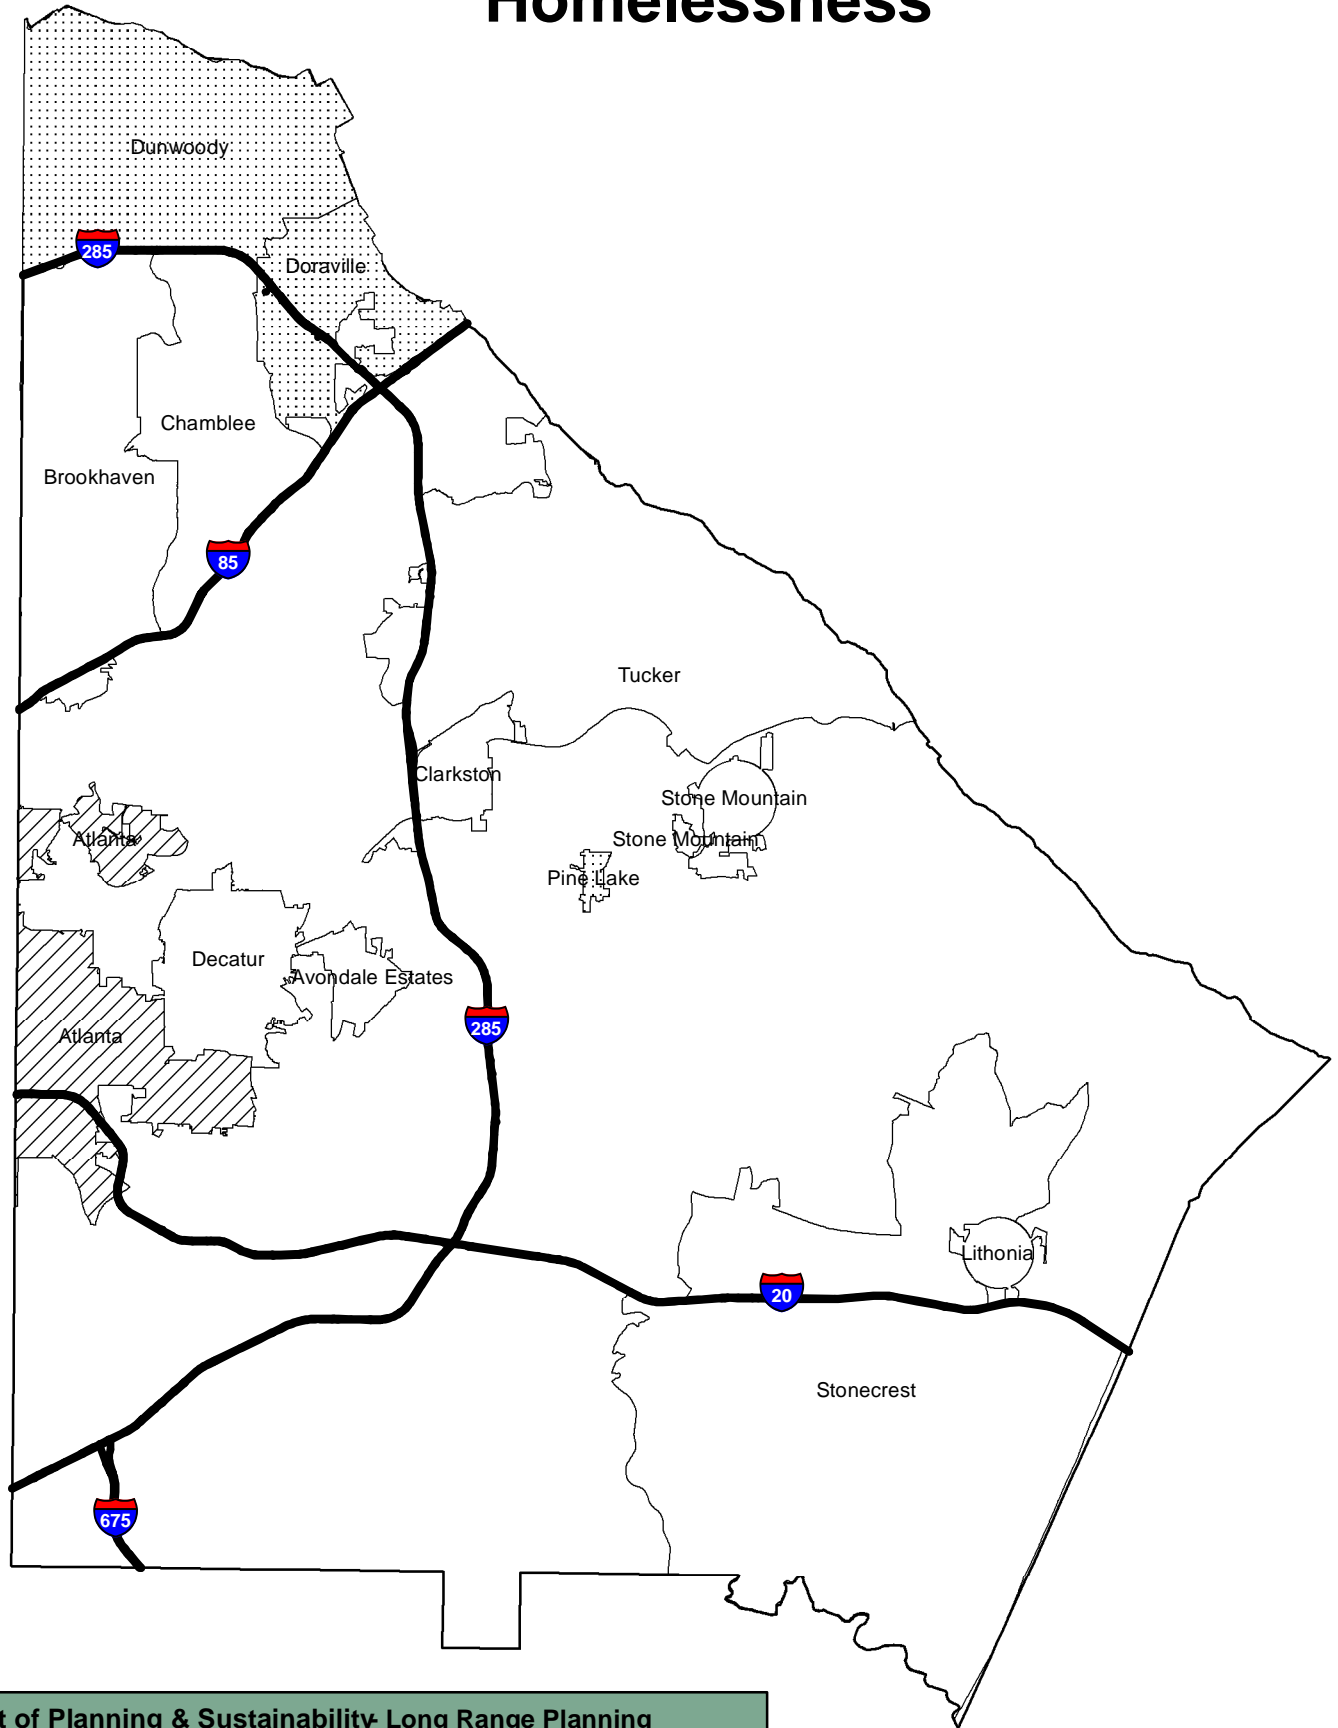 Homelessness
Dunwoody
285
Doraville
Chamblee
Brookhaven
85
Tucker
Clarkston
Stone Mountain
Atlanta
Stone Mountain
Pine Lake
Decatur
Avondale Estates
285
Atlanta
Lithonia
20
Stonecrest
675
t of Planning & Sustainability- Long Range Planning